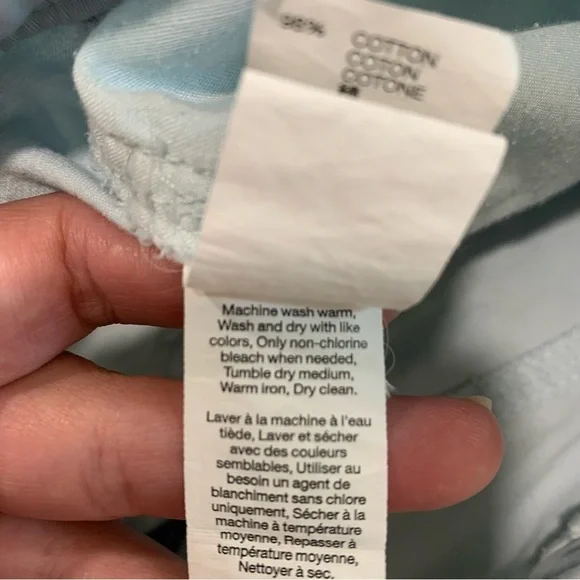 98% COTTON
COTON
COTONE
Machine wash warm,
Wash and dry with like
colors, Only non-chlorine
bleach when needed,
Tumble dry medium,
Warm iron, Dry clean.
Laver à la machine à l'eau
tiède, Laver et sécher
avec des couleurs
semblables, Utiliser au
besoin un agent de
blanchiment sans chlore
uniquement, Sécher à la
machine à température
moyenne, Repasser à
température moyenne,
Nettoyer à sec.